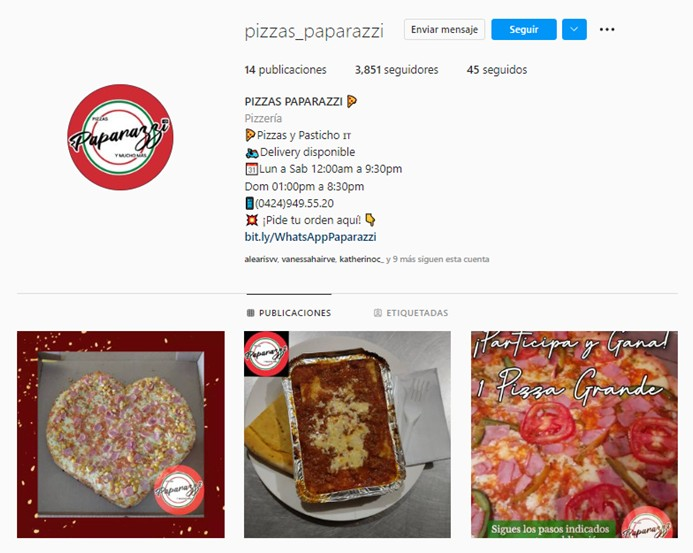 pizzas_paparazzi Enviar mensaje Seguir
14 publicaciones 3,851 seguidores 45 seguidos
PIZZAS PAPARAZZI
Pizzería
Pizzas y Pasticho IT
Delivery disponible
Lun a Sab 12:00am a 9:30pm
Dom 01:00pm a 8:30pm
(0424)949.55.20
¡Pide tu orden aquí!
bit.ly/WhatsAppPaparazzi
alearisvv, vanessahairve, katherinoc_ y 9 más siguen esta cuenta
PIZZAS
Paparazzi
Y MUCHO MÁS
PUBLICACIONES ETIQUETADAS
Paparazzi
Paparazzi
¡Participa y Gana!
1 Pizza Grande
Sigues los pasos indicados
Paparazzi